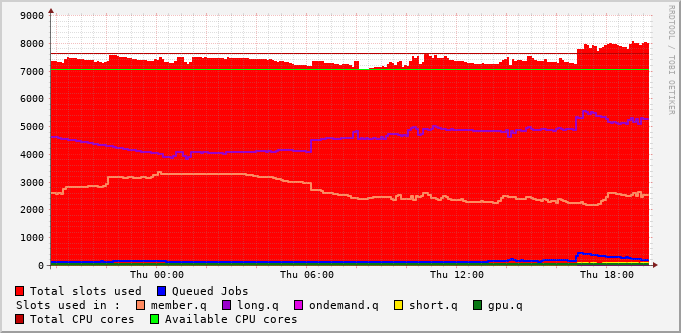 9000
8000
7000
6000
5000
4000
3000
2000
1000
0
Thu 00:00 Thu 06:00 Thu 12:00 Thu 18:00
RRDTOOL / TOBI OETIKER
Total slots used Queued Jobs
Slots used in : member.q long.q ondemand.q short.q gpu.q
Total CPU cores Available CPU cores